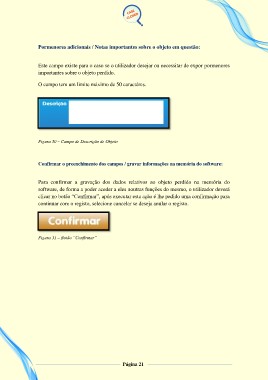 Pormenores adicionais / Notas importantes sobre o objeto em questão:
Este campo existe para o caso se o utilizador desejar ou necessitar de expor pormenores
importantes sobre o objeto perdido.
O campo tem um limite máximo de 50 caracteres.
Descrição
Figura 30 – Campo de Descrição de Objeto
Confirmar o preenchimento dos campos / gravar informações na memória do software:
Para confirmar a gravação dos dados relativos ao objeto perdido na memória do
software, de forma a poder aceder a eles noutras funções do mesmo, o utilizador deverá
clicar no botão "Confirmar", após executar esta ação é lhe pedido uma confirmação para
continuar com o registo, selecione cancelar se deseja anular o registo.
Confirmar
Figura 31 – Botão "Confirmar"
Página 21